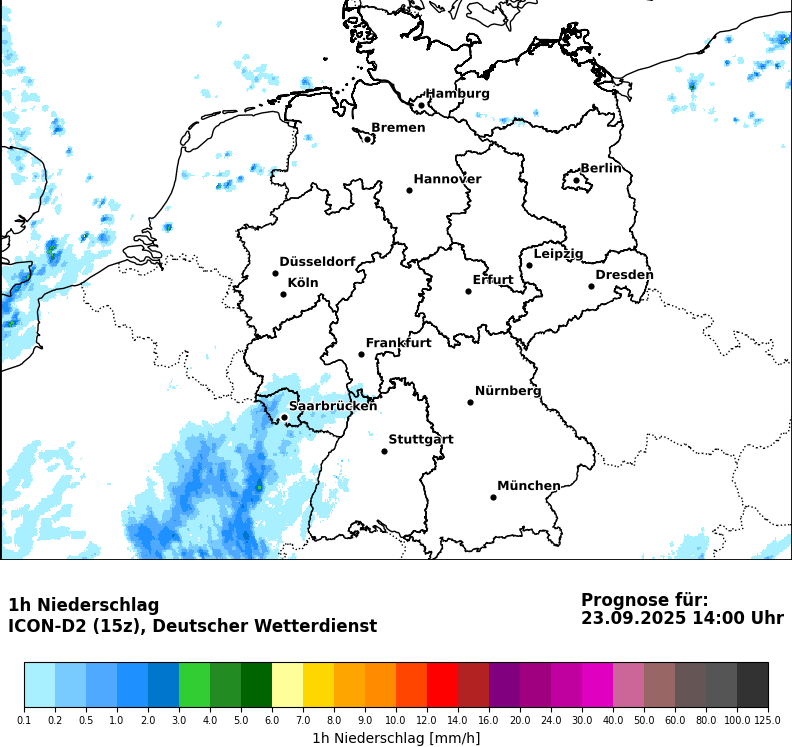 Hamburg
Bremen
Berlin
Hannover
Leipzig
Düsseldorf
Dresden
Erfurt
Köln
Frankfurt
Nürnberg
Saarbrücken
Stuttgart
München
1h Niederschlag
ICON-D2 (15z), Deutscher Wetterdienst
Prognose für:
23.09.2025 14:00 Uhr
0.1 0.2 0.5 1.0 2.0 3.0 4.0 5.0 6.0 7.0 8.0 9.0 10.0 12.0 14.0 16.0 20.0 24.0 30.0 40.0 50.0 60.0 80.0 100.0 125.0
1h Niederschlag [mm/h]